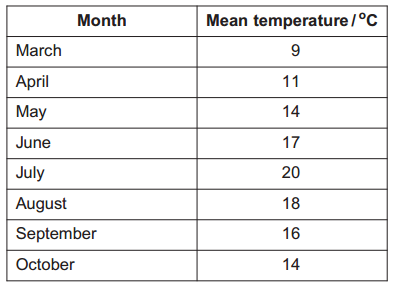 Month Mean temperature / °C
March 9
April 11
May 14
June 17
July 20
August 18
September 16
October 14